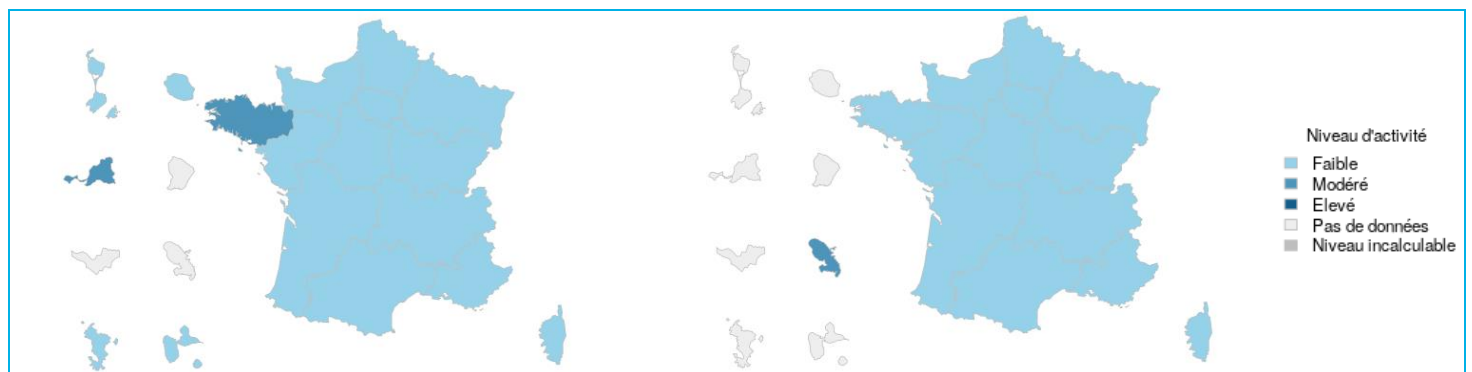 Niveau d'activité
Faible
Modéré
Elevé
Pas de données
Niveau incalculable